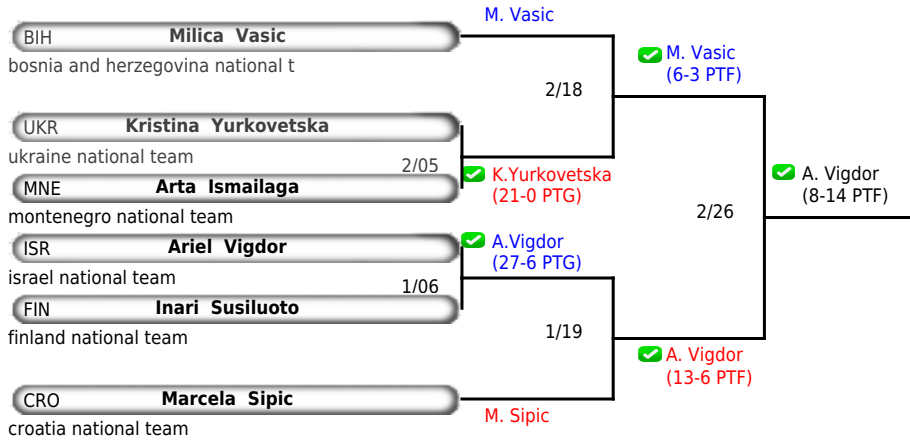 M. Vasic
BIH Milica Vasic
bosnia and herzegovina national t
M. Vasic
(6-3 PTF)
2/18
UKR Kristina Yurkovetska
ukraine national team
2/05
K.Yurkovetska
(21-0 PTG)
MNE Arta Ismailaga
montenegro national team
A. Vigdor
(8-14 PTF)
2/26
ISR Ariel Vigdor
israel national team
A.Vigdor
(27-6 PTG)
1/06
FIN Inari Susiluoto
finland national team
1/19
A. Vigdor
(13-6 PTF)
CRO Marcela Sipic
croatia national team
M. Sipic